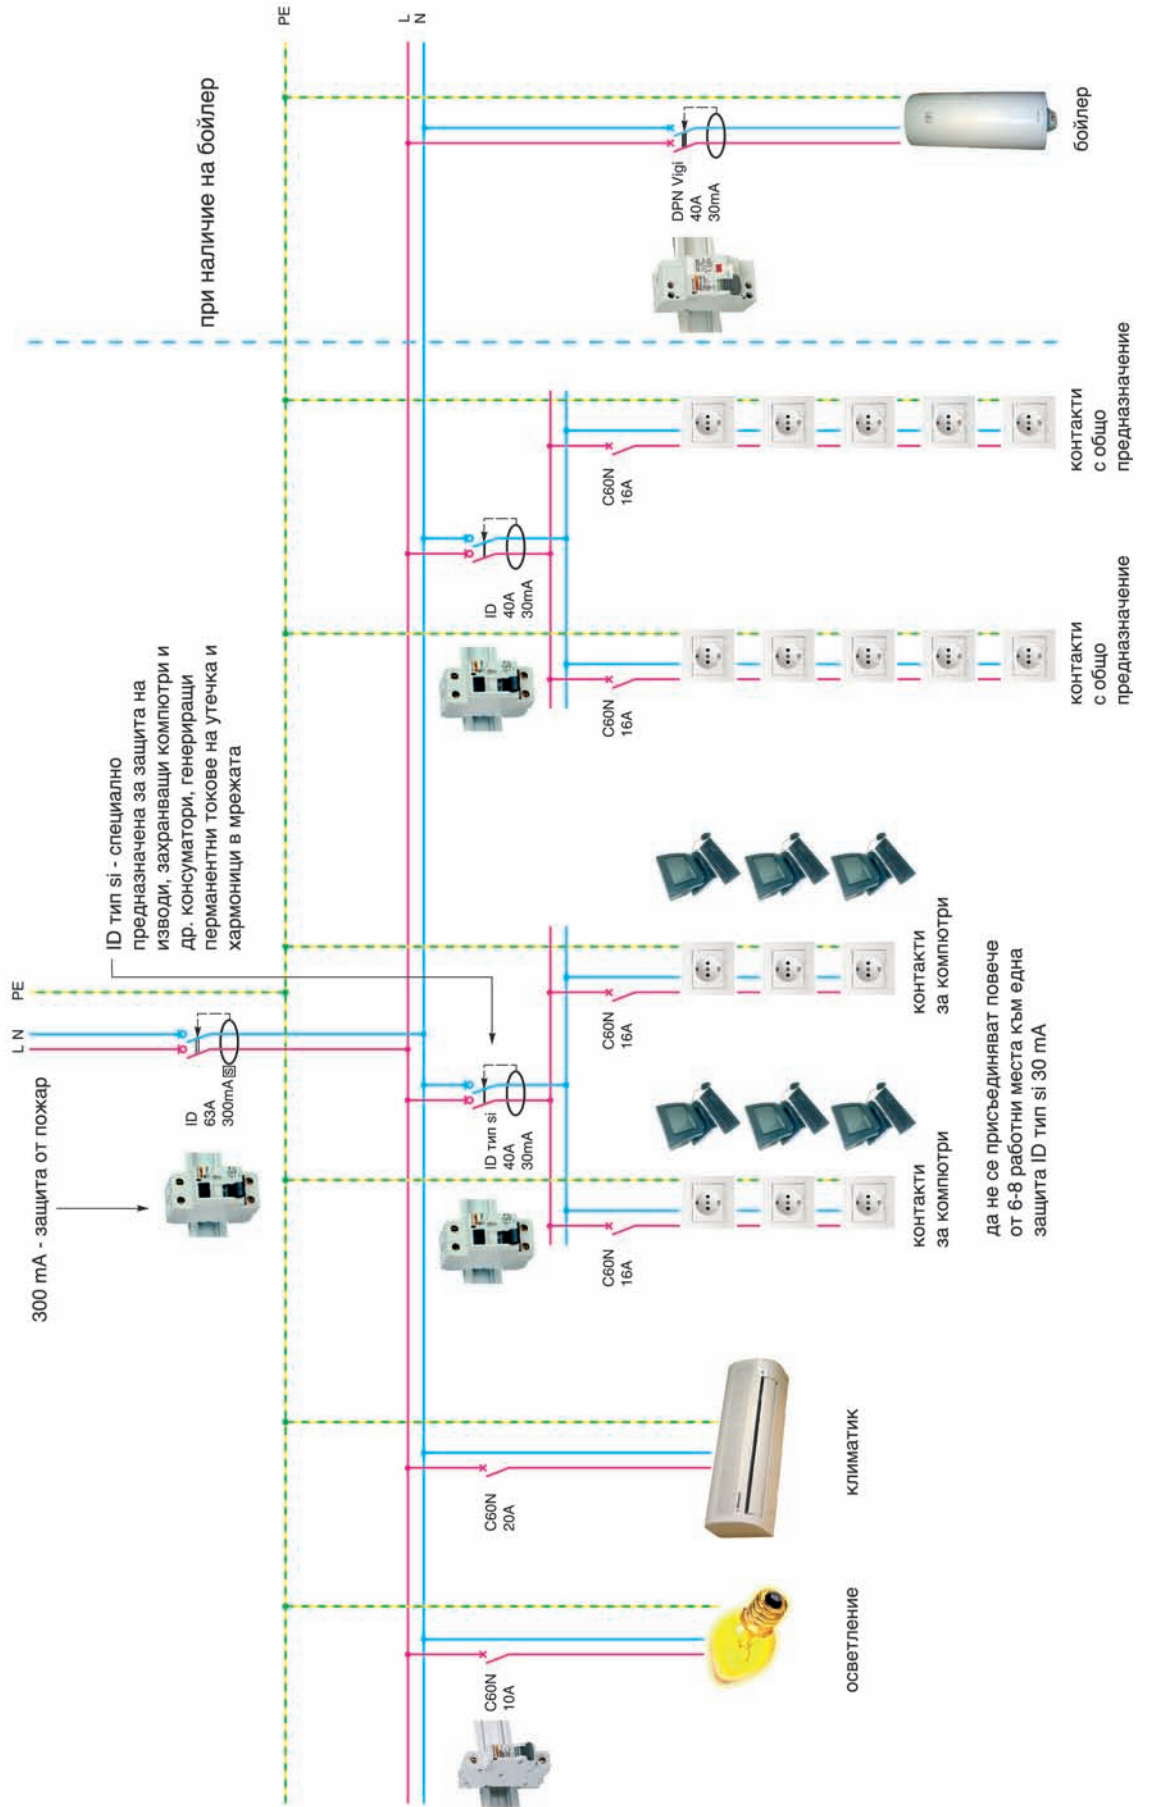 300 mA - защита от пожар
L N
PE
ID
63A
300mA S
ID тип si - специално
предназначена за защита на
изводи, захранващи компютри и
др. консуматори, генериращи
перманентни токове на утечка и
хармоници в мрежата
при наличие на бойлер
PE
L
N
C60N
10A
осветление
C60N
20A
климатик
ID тип si
40A
30mA
C60N
16A
контакти
за компютри
C60N
16A
контакти
за компютри
да не се присъединяват повече
от 6-8 работни места към една
защита ID тип si 30 mA
ID
40A
30mA
C60N
16A
контакти
с общо
предназначение
C60N
16A
контакти
с общо
предназначение
DPN Vigi
40A
30mA
бойлер